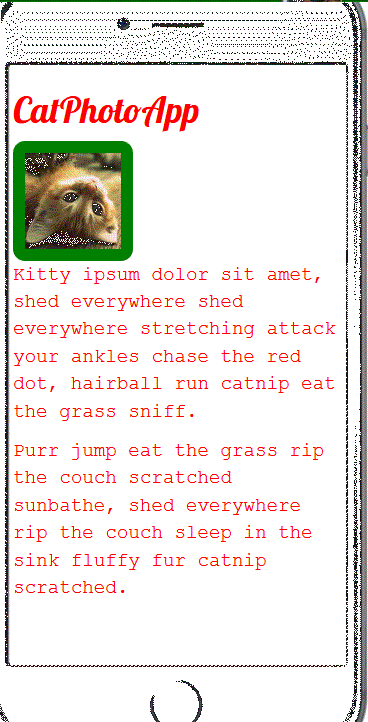 CatPhotoApp
Kitty ipsum dolor sit amet,
shed everywhere shed
everywhere stretching attack
your ankles chase the red
dot, hairball run catnip eat
the grass sniff.
Purr jump eat the grass rip
the couch scratched
sunbathe, shed everywhere
rip the couch sleep in the
sink fluffy fur catnip
scratched.